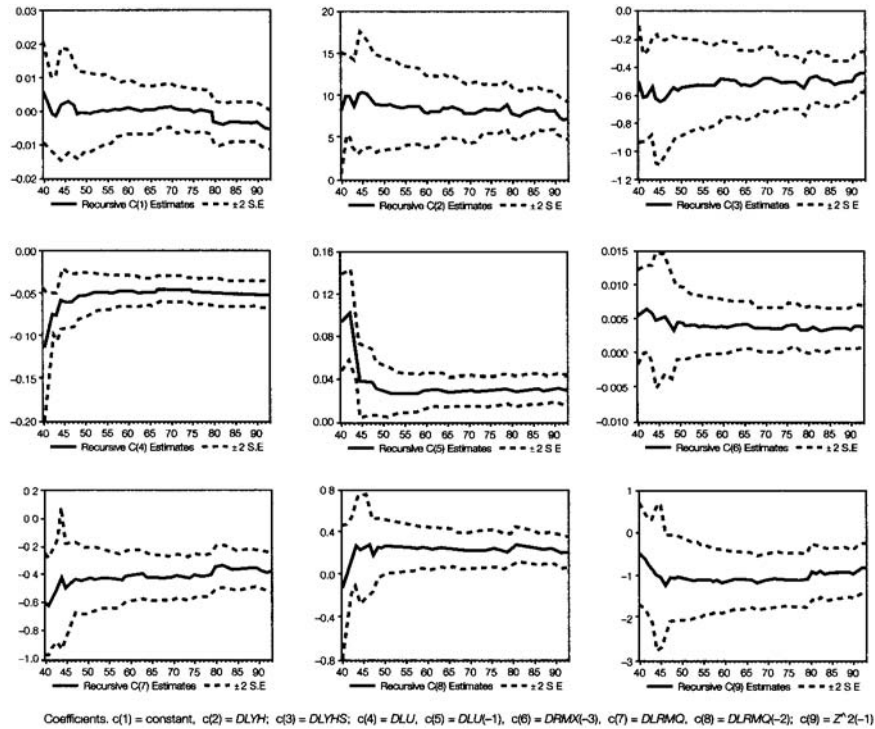 0.03 0.02 0.01 0.00 −0.01 −0.02
40 45 50 55 60 65 70 75 80 85 90
Recursive C(1) Estimates ±2 S.E
20 15 10 5 0
40 45 50 55 60 65 70 75 80 85 90
Recursive C(2) Estimates ±2 S E
0.0 −0.2 −0.4 −0.6 −0.8 −1.0 −1.2
40 45 50 55 60 65 70 75 80 85 90
Recursive C(3) Estimates ±2 S E
0.00 −0.05 −0.10 −0.15 −0.20
40 45 50 55 60 65 70 75 80 85 90
Recursive C(4) Estimates ±2 S.E
0.16 0.12 0.08 0.04 0.00
40 45 50 55 60 65 70 75 80 85 90
Recursive C(5) Estimates ±2 S.E
0.015 0.010 0.005 0.000 0 005 −0.010
40 45 50 55 60 65 70 75 80 85 90
Recursive C(6) Estimates ±2 S.E
0 2 0 0 −0.2 −0.4 −0.6 −0.8 −1.0
40 45 50 55 60 65 70 75 80 85 90
Recursive C(7) Estimates ±2 S.E
0.8 0.4 0.0 −0.4 −0.8
40 45 50 55 60 65 70 75 80 85 90
Recursive C(8) Estimates ±2 S.E
1 0 −1 −2 −3
40 45 50 55 60 65 70 75 80 85 90
Recursive C(9) Estimates ±2 S.E
Coefficients. c(1) = constant, c(2) = DLYH; c(3) = DLYHS; c(4) = DLU, c(5) = DLU(-1), c(6) = DRMX(-3), c(7) = DLRMQ, c(8) = DLRMQ(-2); c(9) = Z^2(-1)